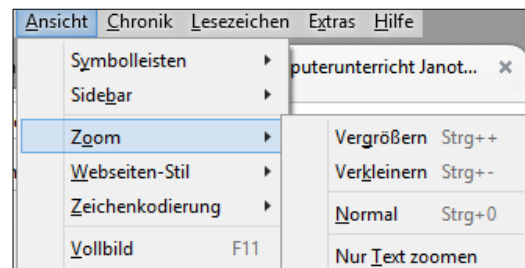 Ansicht Chronik Lesezeichen Extras Hilfe
Symbolleisten
puterunterricht Janot... ×
Sidebar
Zoom
Vergrößern Strg++
Webseiten-Stil
Verkleinern Strg+-
Zeichenkodierung
Normal Strg+0
Vollbild F11
Nur Text zoomen